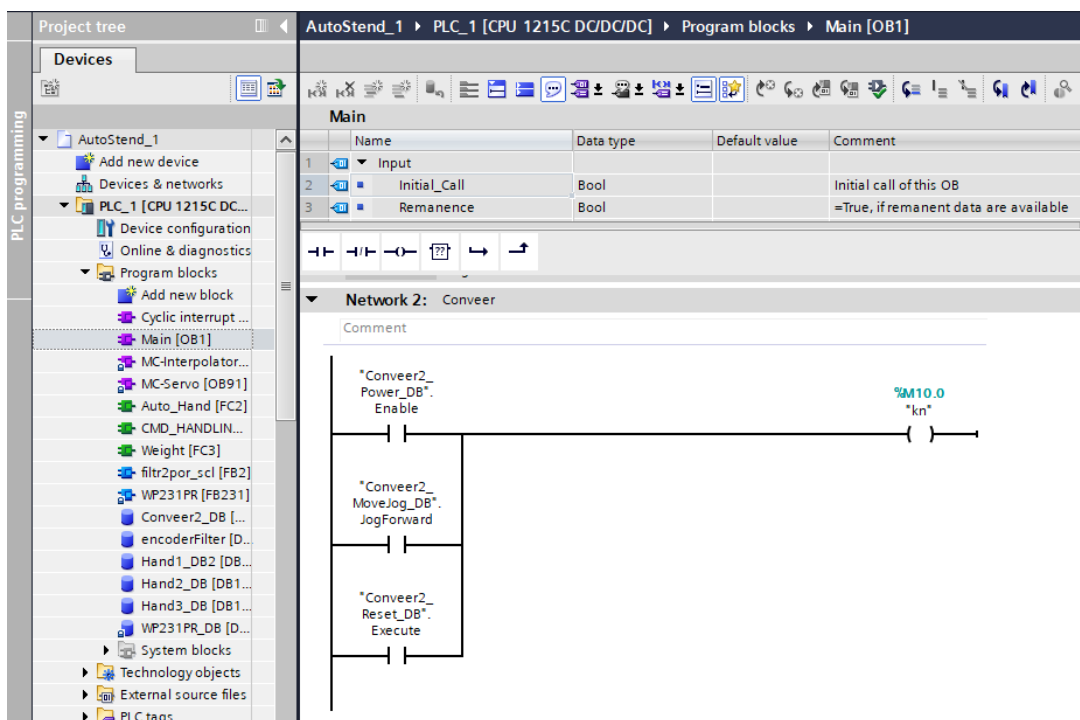 Project tree
AutoStend_1 PLC_1 [CPU 1215C DC/DC/DC] Program blocks Main [OB1]
Devices
PLC programming
AutoStend_1
Add new device
Devices & networks
PLC_1 [CPU 1215C DC...
Device configuration
Online & diagnostics
Program blocks
Add new block
Cyclic interrupt ...
Main [OB1]
MC-Interpolator...
MC-Servo [OB91]
Auto_Hand [FC2]
CMD_HANDLIN...
Weight [FC3]
filtr2por_scl [FB2]
WP231PR [FB231]
Conveer2_DB [...
encoderFilter [D...
Hand1_DB2 [DB...
Hand2_DB [DB1...
Hand3_DB [DB1...
WP231PR_DB [D...
System blocks
Technology objects
External source files
PLC tags
Main
Name Data type Default value Comment
1 Input
2 Initial_Call Bool Initial call of this OB
3 Remanence Bool =True, if remanent data are available
??
Network 2: Conveer
Comment
"Conveer2_
Power_DB".
Enable
%M10.0
"kn"
"Conveer2_
MoveJog_DB".
JogForward
"Conveer2_
Reset_DB".
Execute